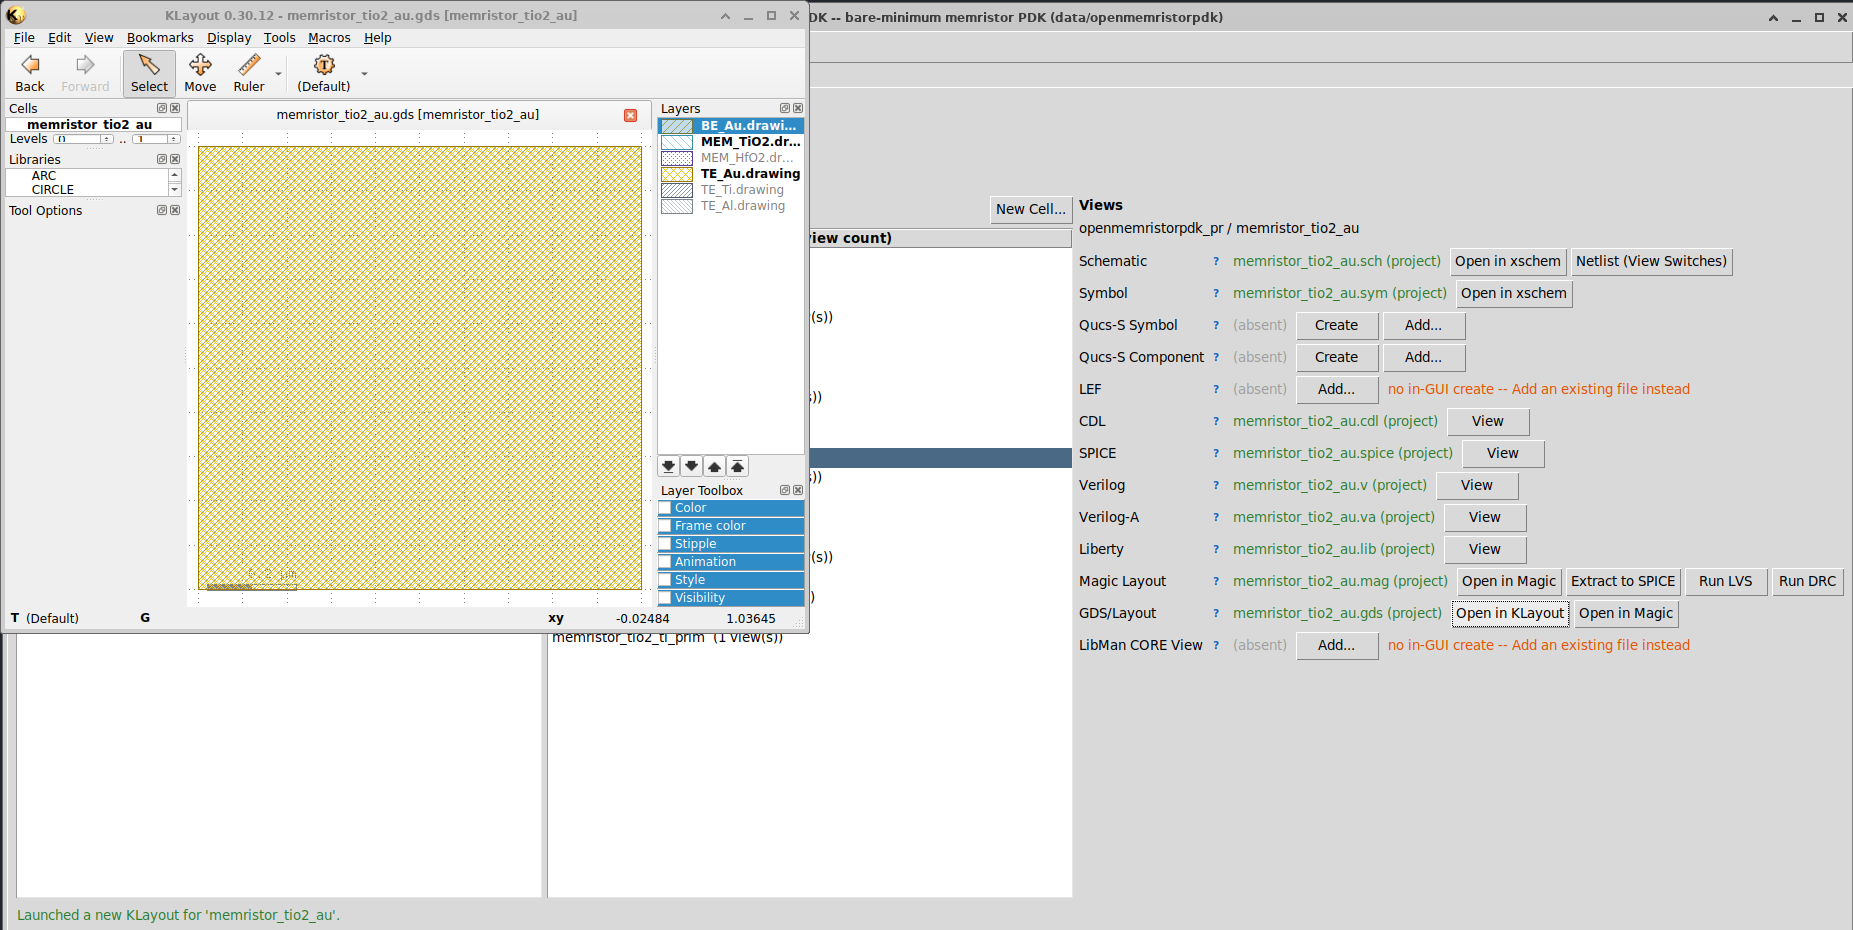 KLayout 0.30.12 - memristor_tio2_au.gds [memristor_tio2_au]
DK -- bare-minimum memristor PDK (data/openmemristorpdk)
File Edit View Bookmarks Display Tools Macros Help
Back Forward Select Move Ruler (Default)
Cells
memristor_tio2_au
Levels 0 .. 1
Libraries
ARC
CIRCLE
Tool Options
memristor_tio2_au.gds [memristor_tio2_au]
2 µm
Layers
BE_Au.drawi...
MEM_TiO2.dr...
MEM_HfO2.dr...
TE_Au.drawing
TE_Ti.drawing
TE_Al.drawing
Layer Toolbox
Color
Frame color
Stipple
Animation
Style
Visibility
T (Default) G xy -0.02484 1.03645
New Cell...
view count)
(s))
s))
s))
(s))
)
memristor_tio2_ti_prim (1 view(s))
Views
openmemristorpdk_pr / memristor_tio2_au
Schematic ? memristor_tio2_au.sch (project) Open in xschem Netlist (View Switches)
Symbol ? memristor_tio2_au.sym (project) Open in xschem
Qucs-S Symbol ? (absent) Create Add...
Qucs-S Component ? (absent) Create Add...
LEF ? (absent) Add... no in-GUI create -- Add an existing file instead
CDL ? memristor_tio2_au.cdl (project) View
SPICE ? memristor_tio2_au.spice (project) View
Verilog ? memristor_tio2_au.v (project) View
Verilog-A ? memristor_tio2_au.va (project) View
Liberty ? memristor_tio2_au.lib (project) View
Magic Layout ? memristor_tio2_au.mag (project) Open in Magic Extract to SPICE Run LVS Run DRC
GDS/Layout ? memristor_tio2_au.gds (project) Open in KLayout Open in Magic
LibMan CORE View ? (absent) Add... no in-GUI create -- Add an existing file instead
Launched a new KLayout for 'memristor_tio2_au'.